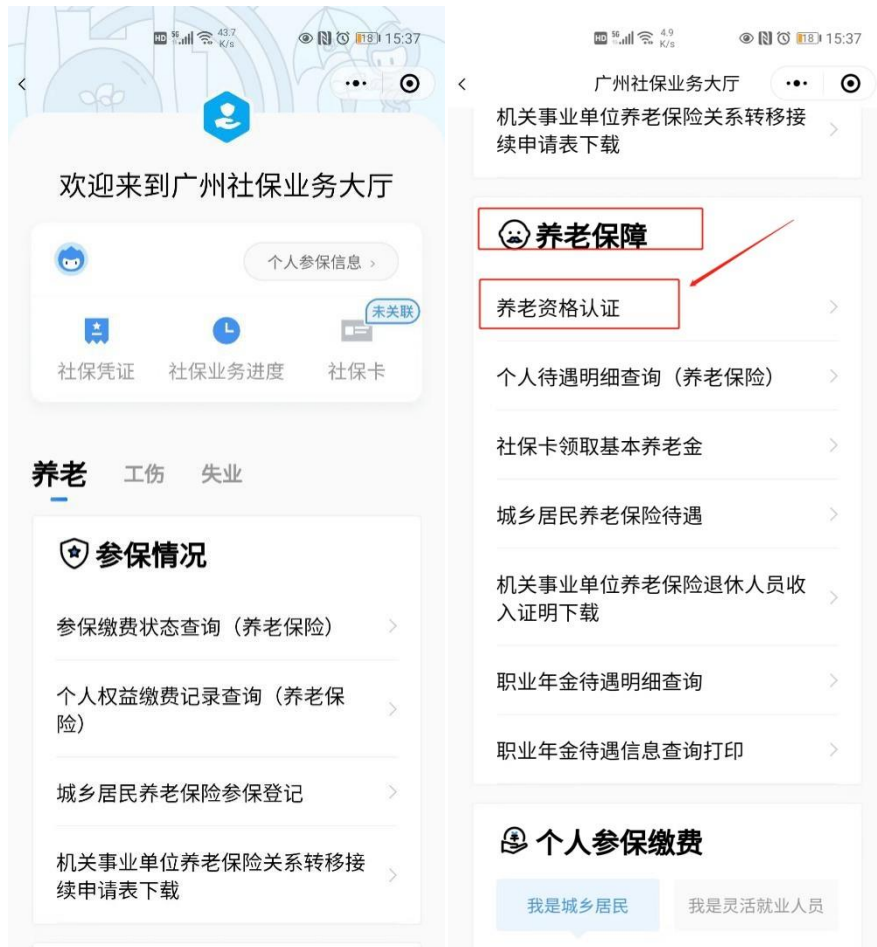 HD 5G 43.7 K/s 18 15:37
欢迎来到广州社保业务大厅
个人参保信息
未关联
社保凭证 社保业务进度 社保卡
养老 工伤 失业
参保情况
参保缴费状态查询（养老保险）
个人权益缴费记录查询（养老保
险）
城乡居民养老保险参保登记
机关事业单位养老保险关系转移接
续申请表下载
HD 5G 4.9 K/s 18 15:37
广州社保业务大厅
机关事业单位养老保险关系转移接
续申请表下载
养老保障
养老资格认证
个人待遇明细查询（养老保险）
社保卡领取基本养老金
城乡居民养老保险待遇
机关事业单位养老保险退休人员收
入证明下载
职业年金待遇明细查询
职业年金待遇信息查询打印
个人参保缴费
我是城乡居民 我是灵活就业人员